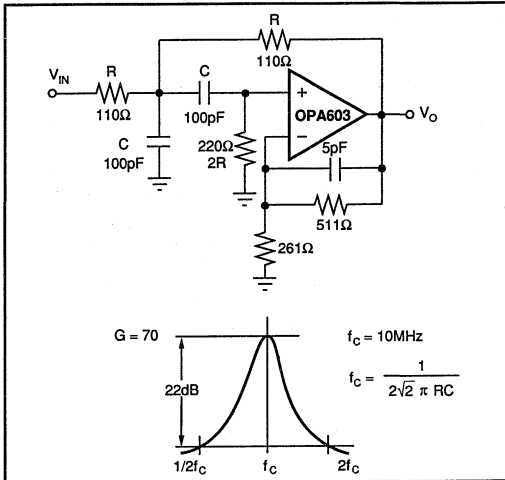 R
110Ω
V_IN
R
110Ω
C
100pF
C
100pF
220Ω
2R
+
OPA603
−
V_O
5pF
511Ω
261Ω
G = 70
22dB
f_C = 10MHz
f_C = 1 / (2√2 π RC)
1/2f_C
f_C
2f_C